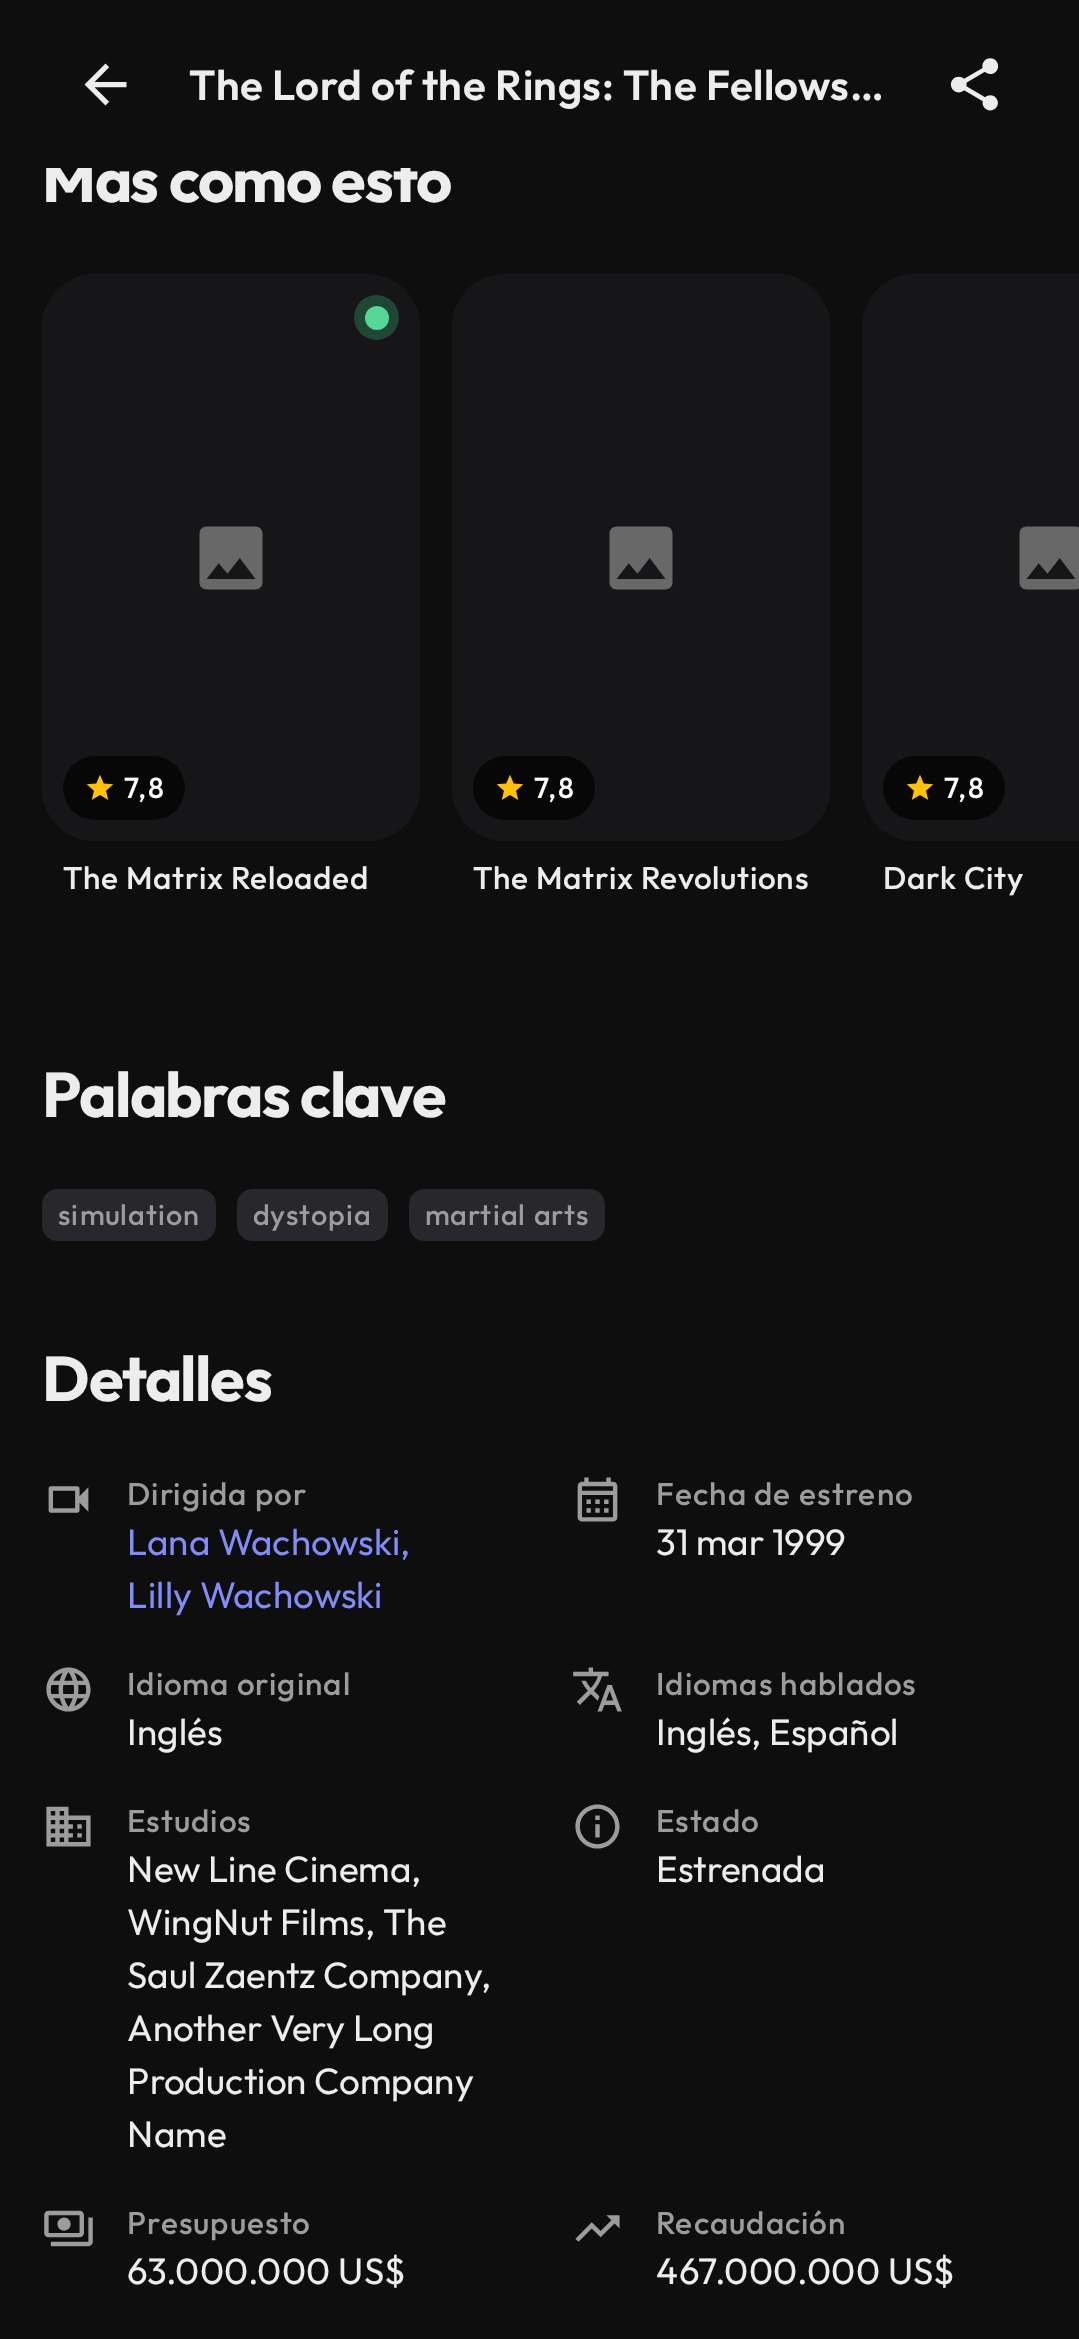 The Lord of the Rings: The Fellows...
Mas como esto
7,8
7,8
7,8
The Matrix Reloaded
The Matrix Revolutions
Dark City
Palabras clave
simulation
dystopia
martial arts
Detalles
Dirigida por
Lana Wachowski,
Lilly Wachowski
Fecha de estreno
31 mar 1999
Idioma original
Inglés
Idiomas hablados
Inglés, Español
Estudios
New Line Cinema,
WingNut Films, The
Saul Zaentz Company,
Another Very Long
Production Company
Name
Estado
Estrenada
Presupuesto
63.000.000 US$
Recaudación
467.000.000 US$